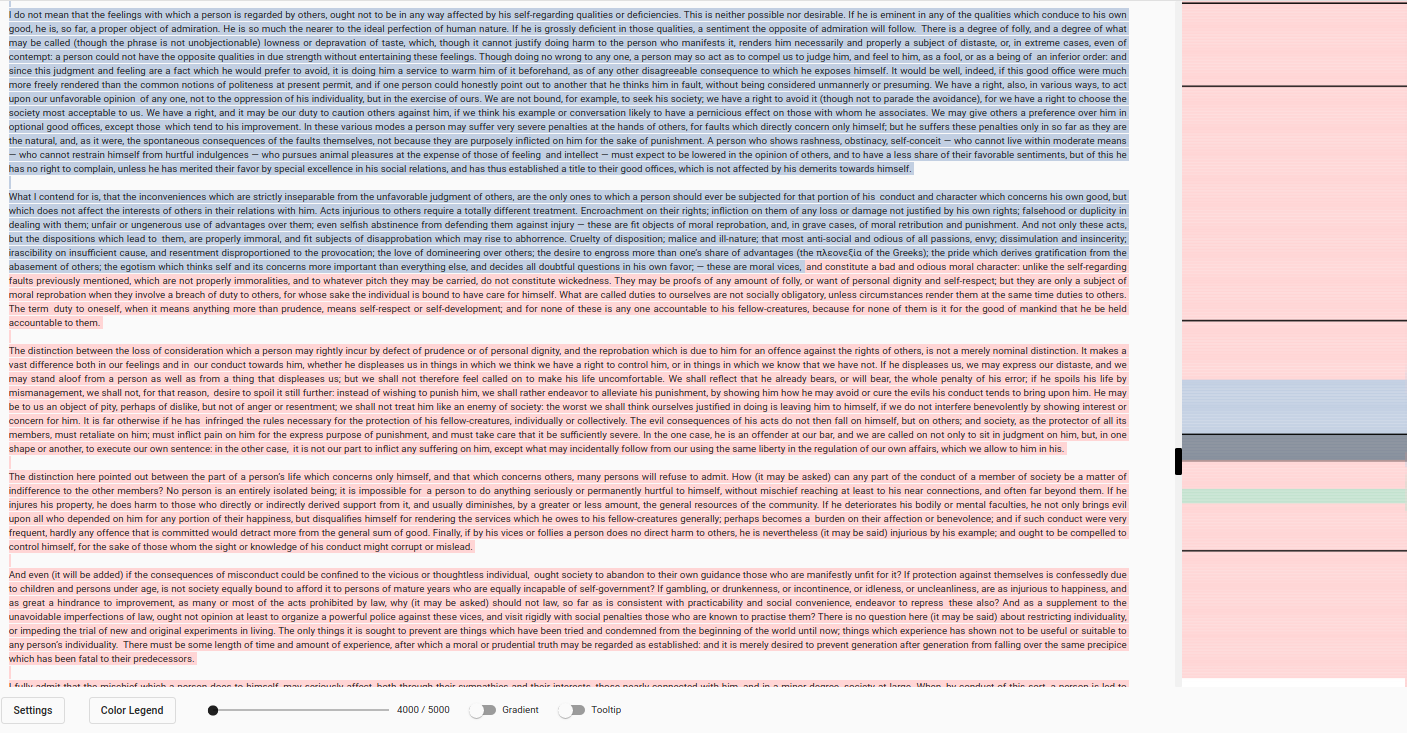 I do not mean that the feelings with which a person is regarded by others, ought not to be in any way affected by his self-regarding qualities or deficiencies. This is neither possible nor desirable. If he is eminent in any of the qualities which conduce to his own
good, he is, so far, a proper object of admiration. He is so much the nearer to the ideal perfection of human nature. If he is grossly deficient in those qualities, a sentiment the opposite of admiration will follow. There is a degree of folly, and a degree of what
may be called (though the phrase is not unobjectionable) lowness or depravation of taste, which, though it cannot justify doing harm to the person who manifests it, renders him necessarily and properly a subject of distaste, or, in extreme cases, even of
contempt: a person could not have the opposite qualities in due strength without entertaining these feelings. Though doing no wrong to any one, a person may so act as to compel us to judge him, and feel to him, as a fool, or as a being of an inferior order: and
since this judgment and feeling are a fact which he would prefer to avoid, it is doing him a service to warm him of it beforehand, as of any other disagreeable consequence to which he exposes himself. It would be well, indeed, if this good office were much
more freely rendered than the common notions of politeness at present permit, and if one person could honestly point out to another that he thinks him in fault, without being considered unmannerly or presuming. We have a right, also, in various ways, to act
upon our unfavorable opinion of any one, not to the oppression of his individuality, but in the exercise of ours. We are not bound, for example, to seek his society; we have a right to avoid it (though not to parade the avoidance), for we have a right to choose the
society most acceptable to us. We have a right, and it may be our duty to caution others against him, if we think his example or conversation likely to have a pernicious effect on those with whom he associates. We may give others a preference over him in
optional good offices, except those which tend to his improvement. In these various modes a person may suffer very severe penalties at the hands of others, for faults which directly concern only himself; but he suffers these penalties only in so far as they are
the natural, and, as it were, the spontaneous consequences of the faults themselves, not because they are purposely inflicted on him for the sake of punishment. A person who shows rashness, obstinacy, self-conceit — who cannot live within moderate means
— who cannot restrain himself from hurtful indulgences — who pursues animal pleasures at the expense of those of feeling and intellect — must expect to be lowered in the opinion of others, and to have a less share of their favorable sentiments, but of this he
has no right to complain, unless he has merited their favor by special excellence in his social relations, and has thus established a title to their good offices, which is not affected by his demerits towards himself.
What I contend for is, that the inconveniences which are strictly inseparable from the unfavorable judgment of others, are the only ones to which a person should ever be subjected for that portion of his conduct and character which concerns his own good, but
which does not affect the interests of others in their relations with him. Acts injurious to others require a totally different treatment. Encroachment on their rights; infliction on them of any loss or damage not justified by his own rights; falsehood or duplicity in
dealing with them; unfair or ungenerous use of advantages over them; even selfish abstinence from defending them against injury — these are fit objects of moral reprobation, and, in grave cases, of moral retribution and punishment. And not only these acts,
but the dispositions which lead to them, are properly immoral, and fit subjects of disapprobation which may rise to abhorrence. Cruelty of disposition; malice and ill-nature; that most anti-social and odious of all passions, envy; dissimulation and insincerity;
irascibility on insufficient cause, and resentment disproportioned to the provocation; the love of domineering over others; the desire to engross more than one's share of advantages (the πλεονεξία of the Greeks); the pride which derives gratification from the
abasement of others; the egotism which thinks self and its concerns more important than everything else, and decides all doubtful questions in his own favor; — these are moral vices, and constitute a bad and odious moral character: unlike the self-regarding
faults previously mentioned, which are not properly immoralities, and to whatever pitch they may be carried, do not constitute wickedness. They may be proofs of any amount of folly, or want of personal dignity and self-respect; but they are only a subject of
moral reprobation when they involve a breach of duty to others, for whose sake the individual is bound to have care for himself. What are called duties to ourselves are not socially obligatory, unless circumstances render them at the same time duties to others.
The term duty to oneself, when it means anything more than prudence, means self-respect or self-development; and for none of these is any one accountable to his fellow-creatures, because for none of them is it for the good of mankind that he be held
accountable to them.
The distinction between the loss of consideration which a person may rightly incur by defect of prudence or of personal dignity, and the reprobation which is due to him for an offence against the rights of others, is not a merely nominal distinction. It makes a
vast difference both in our feelings and in our conduct towards him, whether he displeases us in things in which we think we have a right to control him, or in things in which we know that we have not. If he displeases us, we may express our distaste, and we
may stand aloof from a person as well as from a thing that displeases us; but we shall not therefore feel called on to make his life uncomfortable. We shall reflect that he already bears, or will bear, the whole penalty of his error; if he spoils his life by
mismanagement, we shall not, for that reason, desire to spoil it still further: instead of wishing to punish him, we shall rather endeavor to alleviate his punishment, by showing him how he may avoid or cure the evils his conduct tends to bring upon him. He may
be to us an object of pity, perhaps of dislike, but not of anger or resentment; we shall not treat him like an enemy of society: the worst we shall think ourselves justified in doing is leaving him to himself, if we do not interfere benevolently by showing interest or
concern for him. It is far otherwise if he has infringed the rules necessary for the protection of his fellow-creatures, individually or collectively. The evil consequences of his acts do not then fall on himself, but on others; and society, as the protector of all its
members, must retaliate on him; must inflict pain on him for the express purpose of punishment, and must take care that it be sufficiently severe. In the one case, he is an offender at our bar, and we are called on not only to sit in judgment on him, but, in one
shape or another, to execute our own sentence: in the other case, it is not our part to inflict any suffering on him, except what may incidentally follow from our using the same liberty in the regulation of our own affairs, which we allow to him in his.
The distinction here pointed out between the part of a person's life which concerns only himself, and that which concerns others, many persons will refuse to admit. How (it may be asked) can any part of the conduct of a member of society be a matter of
indifference to the other members? No person is an entirely isolated being; it is impossible for a person to do anything seriously or permanently hurtful to himself, without mischief reaching at least to his near connections, and often far beyond them. If he
injures his property, he does harm to those who directly or indirectly derived support from it, and usually diminishes, by a greater or less amount, the general resources of the community. If he deteriorates his bodily or mental faculties, he not only brings evil
upon all who depended on him for any portion of their happiness, but disqualifies himself for rendering the services which he owes to his fellow-creatures generally; perhaps becomes a burden on their affection or benevolence; and if such conduct were very
frequent, hardly any offence that is committed would detract more from the general sum of good. Finally, if by his vices or follies a person does no direct harm to others, he is nevertheless (it may be said) injurious by his example; and ought to be compelled to
control himself, for the sake of those whom the sight or knowledge of his conduct might corrupt or mislead.
And even (it will be added) if the consequences of misconduct could be confined to the vicious or thoughtless individual, ought society to abandon to their own guidance those who are manifestly unfit for it? If protection against themselves is confessedly due
to children and persons under age, is not society equally bound to afford it to persons of mature years who are equally incapable of self-government? If gambling, or drunkenness, or incontinence, or idleness, or uncleanliness, are as injurious to happiness, and
as great a hindrance to improvement, as many or most of the acts prohibited by law, why (it may be asked) should not law, so far as is consistent with practicability and social convenience, endeavor to repress these also? And as a supplement to the
unavoidable imperfections of law, ought not opinion at least to organize a powerful police against these vices, and visit rigidly with social penalties those who are known to practise them? There is no question here (it may be said) about restricting individuality,
or impeding the trial of new and original experiments in living. The only things it is sought to prevent are things which have been tried and condemned from the beginning of the world until now; things which experience has shown not to be useful or suitable to
any person's individuality. There must be some length of time and amount of experience, after which a moral or prudential truth may be regarded as established: and it is merely desired to prevent generation after generation from falling over the same precipice
which has been fatal to their predecessors.
I fully admit that the mischief which a person does to himself, may seriously affect, both through their sympathies and their interests, those nearly connected with him, and in a minor degree, society at large. When, by conduct of this sort, a person is led to
Settings
Color Legend
4000 / 5000
Gradient
Tooltip